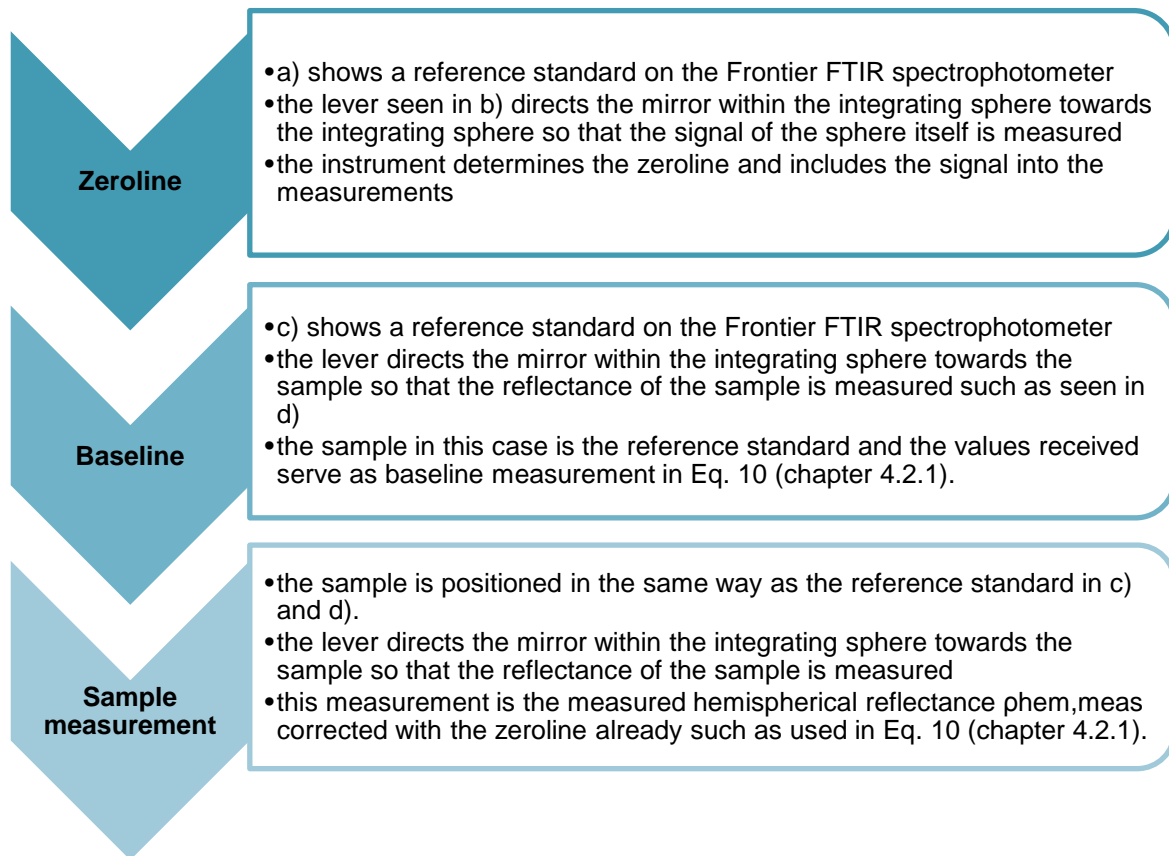 Zeroline
•a) shows a reference standard on the Frontier FTIR spectrophotometer
•the lever seen in b) directs the mirror within the integrating sphere towards
the integrating sphere so that the signal of the sphere itself is measured
•the instrument determines the zeroline and includes the signal into the
measurements
Baseline
•c) shows a reference standard on the Frontier FTIR spectrophotometer
•the lever directs the mirror within the integrating sphere towards the
sample so that the reflectance of the sample is measured such as seen in
d)
•the sample in this case is the reference standard and the values received
serve as baseline measurement in Eq. 10 (chapter 4.2.1).
Sample
measurement
•the sample is positioned in the same way as the reference standard in c)
and d).
•the lever directs the mirror within the integrating sphere towards the
sample so that the reflectance of the sample is measured
•this measurement is the measured hemispherical reflectance ρhem,meas
corrected with the zeroline already such as used in Eq. 10 (chapter 4.2.1).